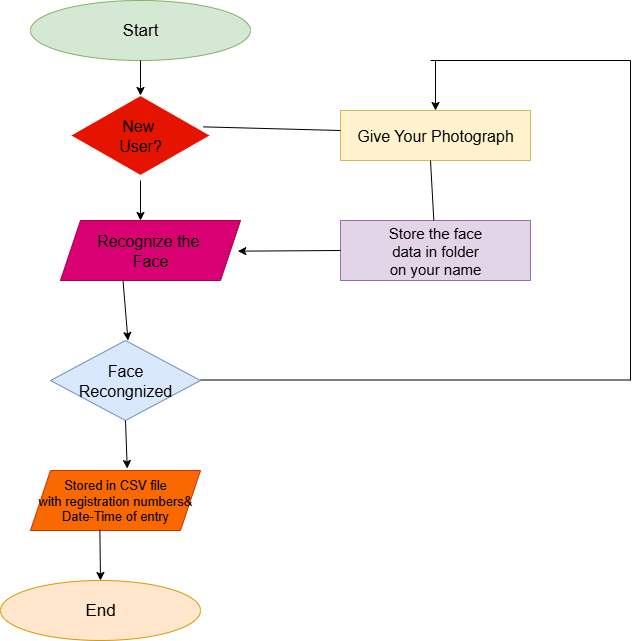 Start
New
User?
Give Your Photograph
Recognize the
Face
Store the face
data in folder
on your name
Face
Recongnized
Stored in CSV file
with registration numbers&
Date-Time of entry
End